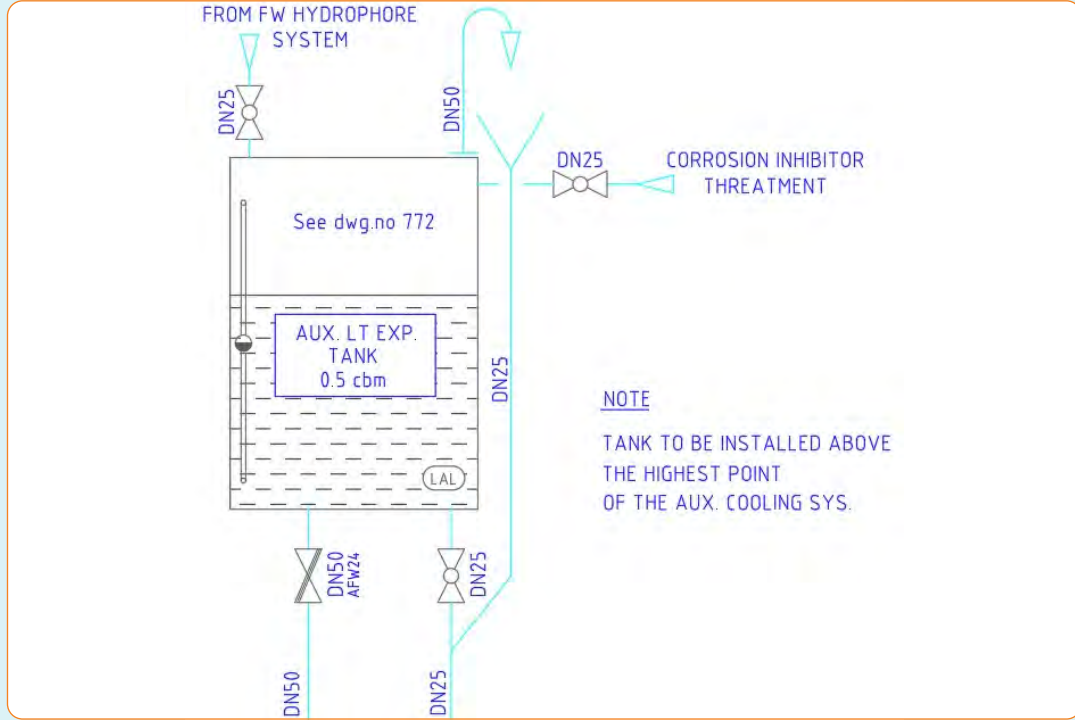 FROM FW HYDROPHORE
SYSTEM
DN25
DN50
DN25
CORROSION INHIBITOR
THREATMENT
See dwg.no 772
AUX. LT EXP.
TANK
0.5 cbm
DN25
NOTE
TANK TO BE INSTALLED ABOVE
THE HIGHEST POINT
OF THE AUX. COOLING SYS.
LAL
DN50
AFW24
DN25
DN50
DN25